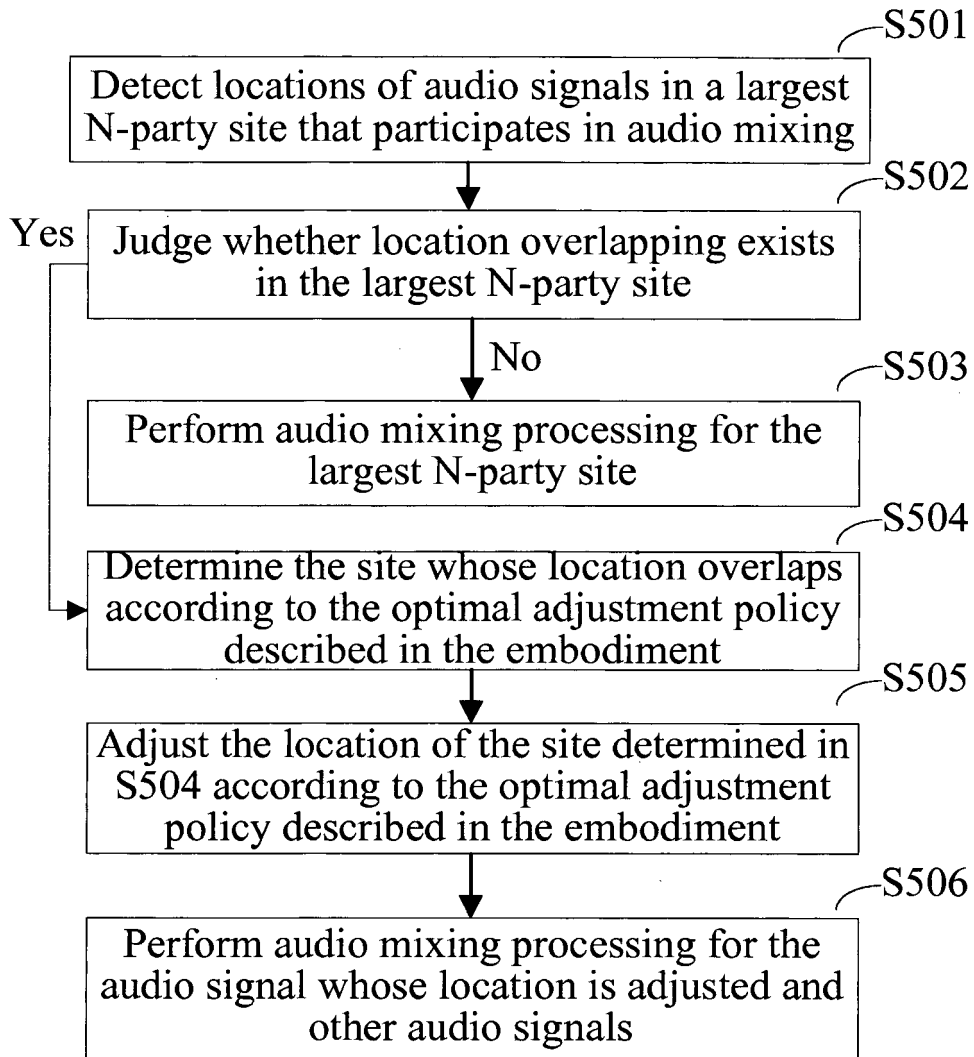 S501
Detect locations of audio signals in a largest
N-party site that participates in audio mixing
S502
Yes
Judge whether location overlapping exists
in the largest N-party site
No
S503
Perform audio mixing processing for the
largest N-party site
S504
Determine the site whose location overlaps
according to the optimal adjustment policy
described in the embodiment
S505
Adjust the location of the site determined in
S504 according to the optimal adjustment
policy described in the embodiment
S506
Perform audio mixing processing for the
audio signal whose location is adjusted and
other audio signals